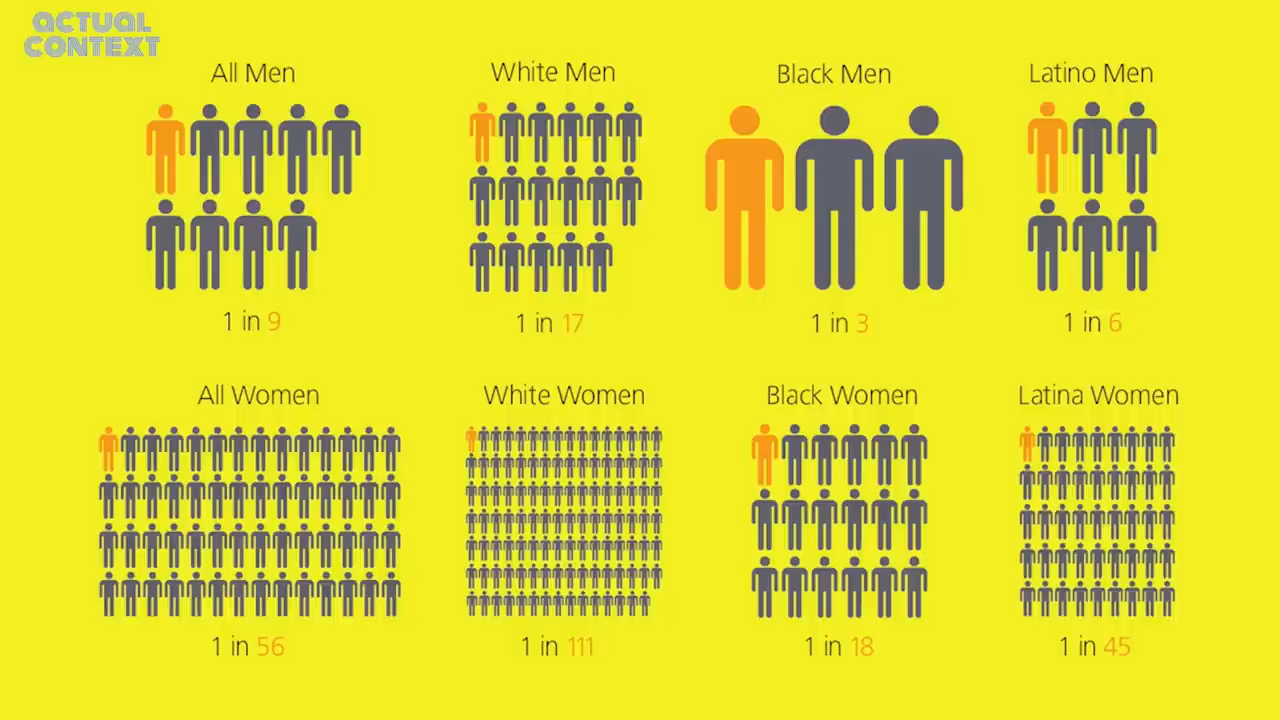 ACTUAL
CONTEXT
All Men
White Men
Black Men
Latino Men
1 in 9
1 in 17
1 in 3
1 in 6
All Women
White Women
Black Women
Latina Women
1 in 56
1 in 111
1 in 18
1 in 45